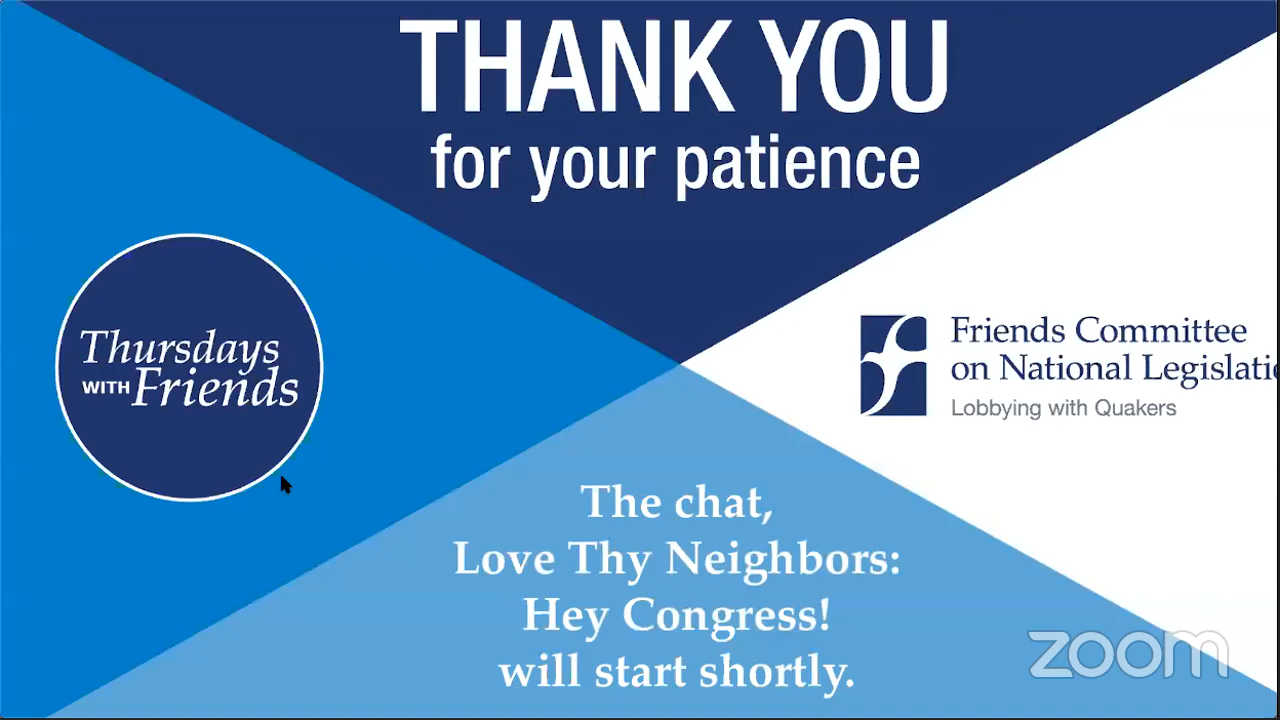 THANK YOU
for your patience
Thursdays
WITH Friends
Friends Committee
on National Legislatio
Lobbying with Quakers
The chat,
Love Thy Neighbors:
Hey Congress!
will start shortly.
zoom